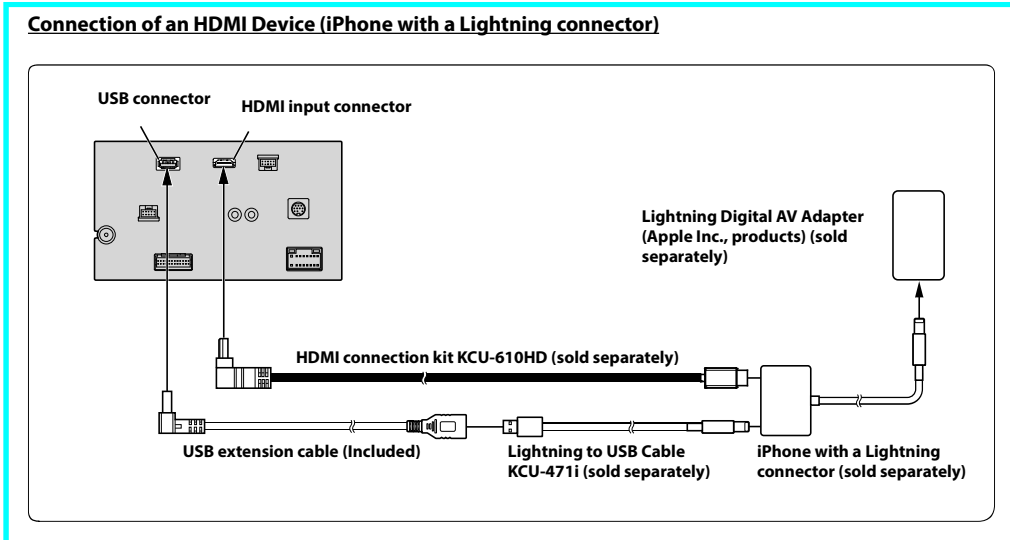 Connection of an HDMI Device (iPhone with a Lightning connector)
USB connector
HDMI input connector
Lightning Digital AV Adapter
(Apple Inc., products) (sold
separately)
HDMI connection kit KCU-610HD (sold separately)
USB extension cable (Included)
Lightning to USB Cable
KCU-471i (sold separately)
iPhone with a Lightning
connector (sold separately)